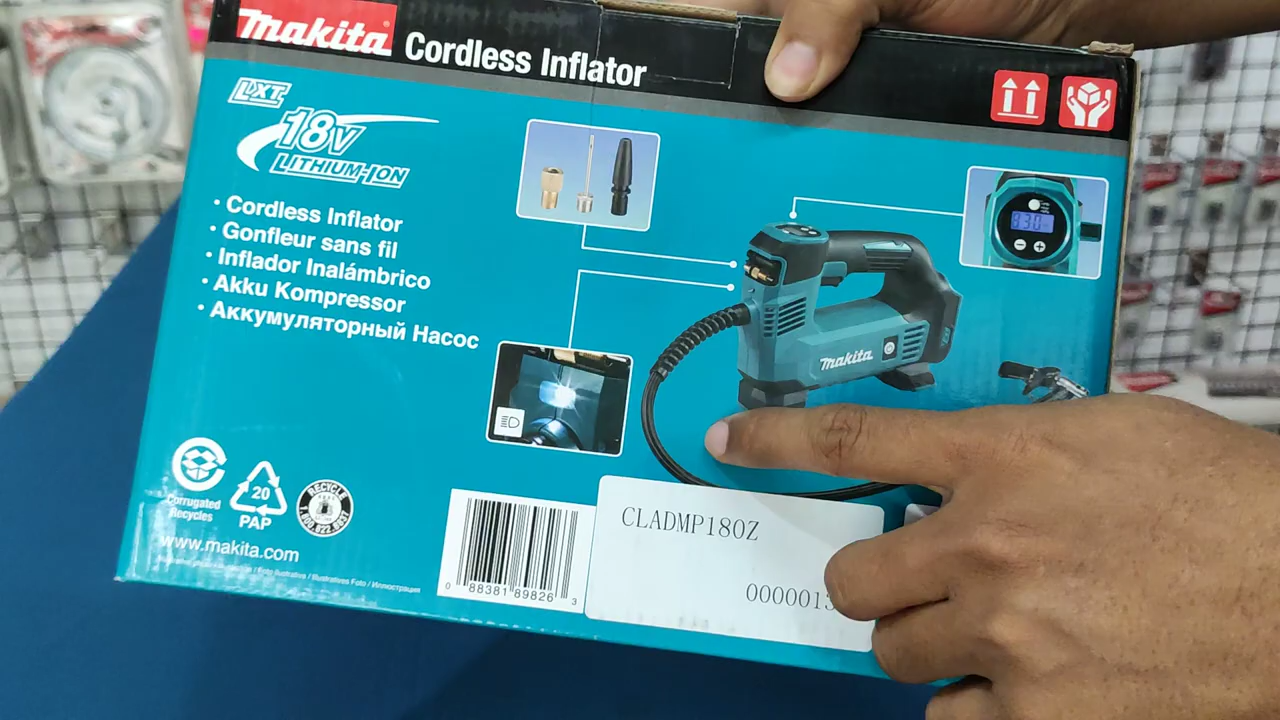 Makita
Cordless Inflator
LXT
18V
LITHIUM-ION
• Cordless Inflator
• Gonfleur sans fil
• Inflador Inalámbrico
• Akku Kompressor
• Аккумуляторный Насос
makita
Corrugated
Recycles
20
PAP
RECYCLE
www.makita.com
0 88381 89826 3
CLADMP180Z